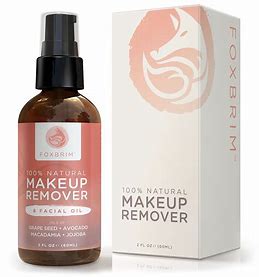 FOXBRIM
100% NATURAL
MAKEUP
REMOVER
& FACIAL OIL
GRAPE SEED + AVOCADO
MACADAMIA + JOJOBA
2 FL OZ (60ML)
FOXBRIM™
100% NATURAL
MAKEUP
REMOVER
2 FL OZ (60ML)